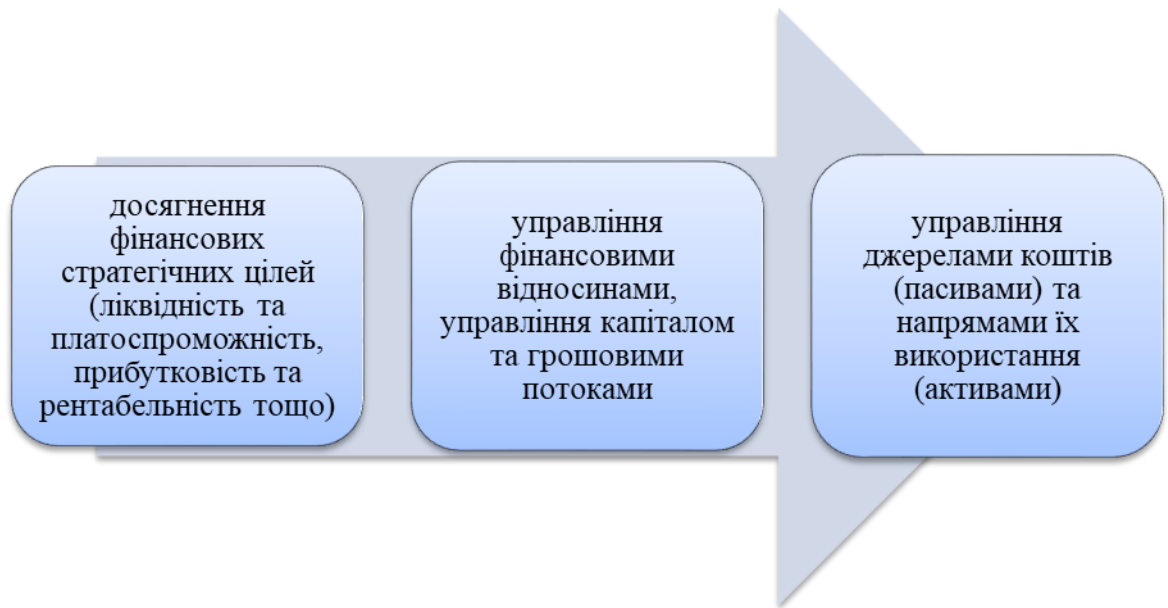 досягнення
фінансових
стратегічних цілей
(ліквідність та
платоспроможність,
прибутковість та
рентабельність тощо)
управління
фінансовими
відносинами,
управління капіталом
та грошовими
потоками
управління
джерелами коштів
(пасивами) та
напрямами їх
використання
(активами)